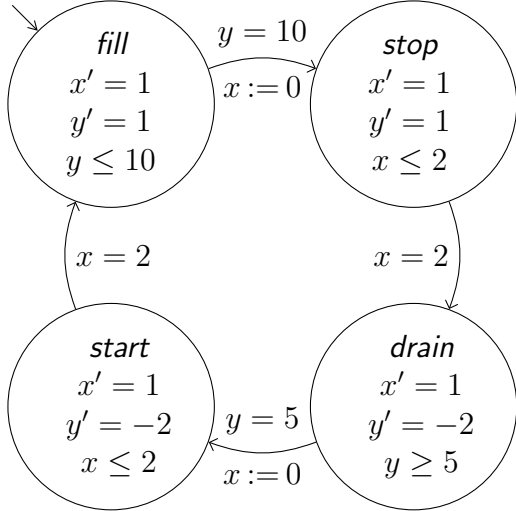 fill
x′ = 1
y′ = 1
y ≤ 10
y = 10
x := 0
stop
x′ = 1
y′ = 1
x ≤ 2
x = 2
x = 2
start
x′ = 1
y′ = −2
x ≤ 2
y = 5
x := 0
drain
x′ = 1
y′ = −2
y ≥ 5